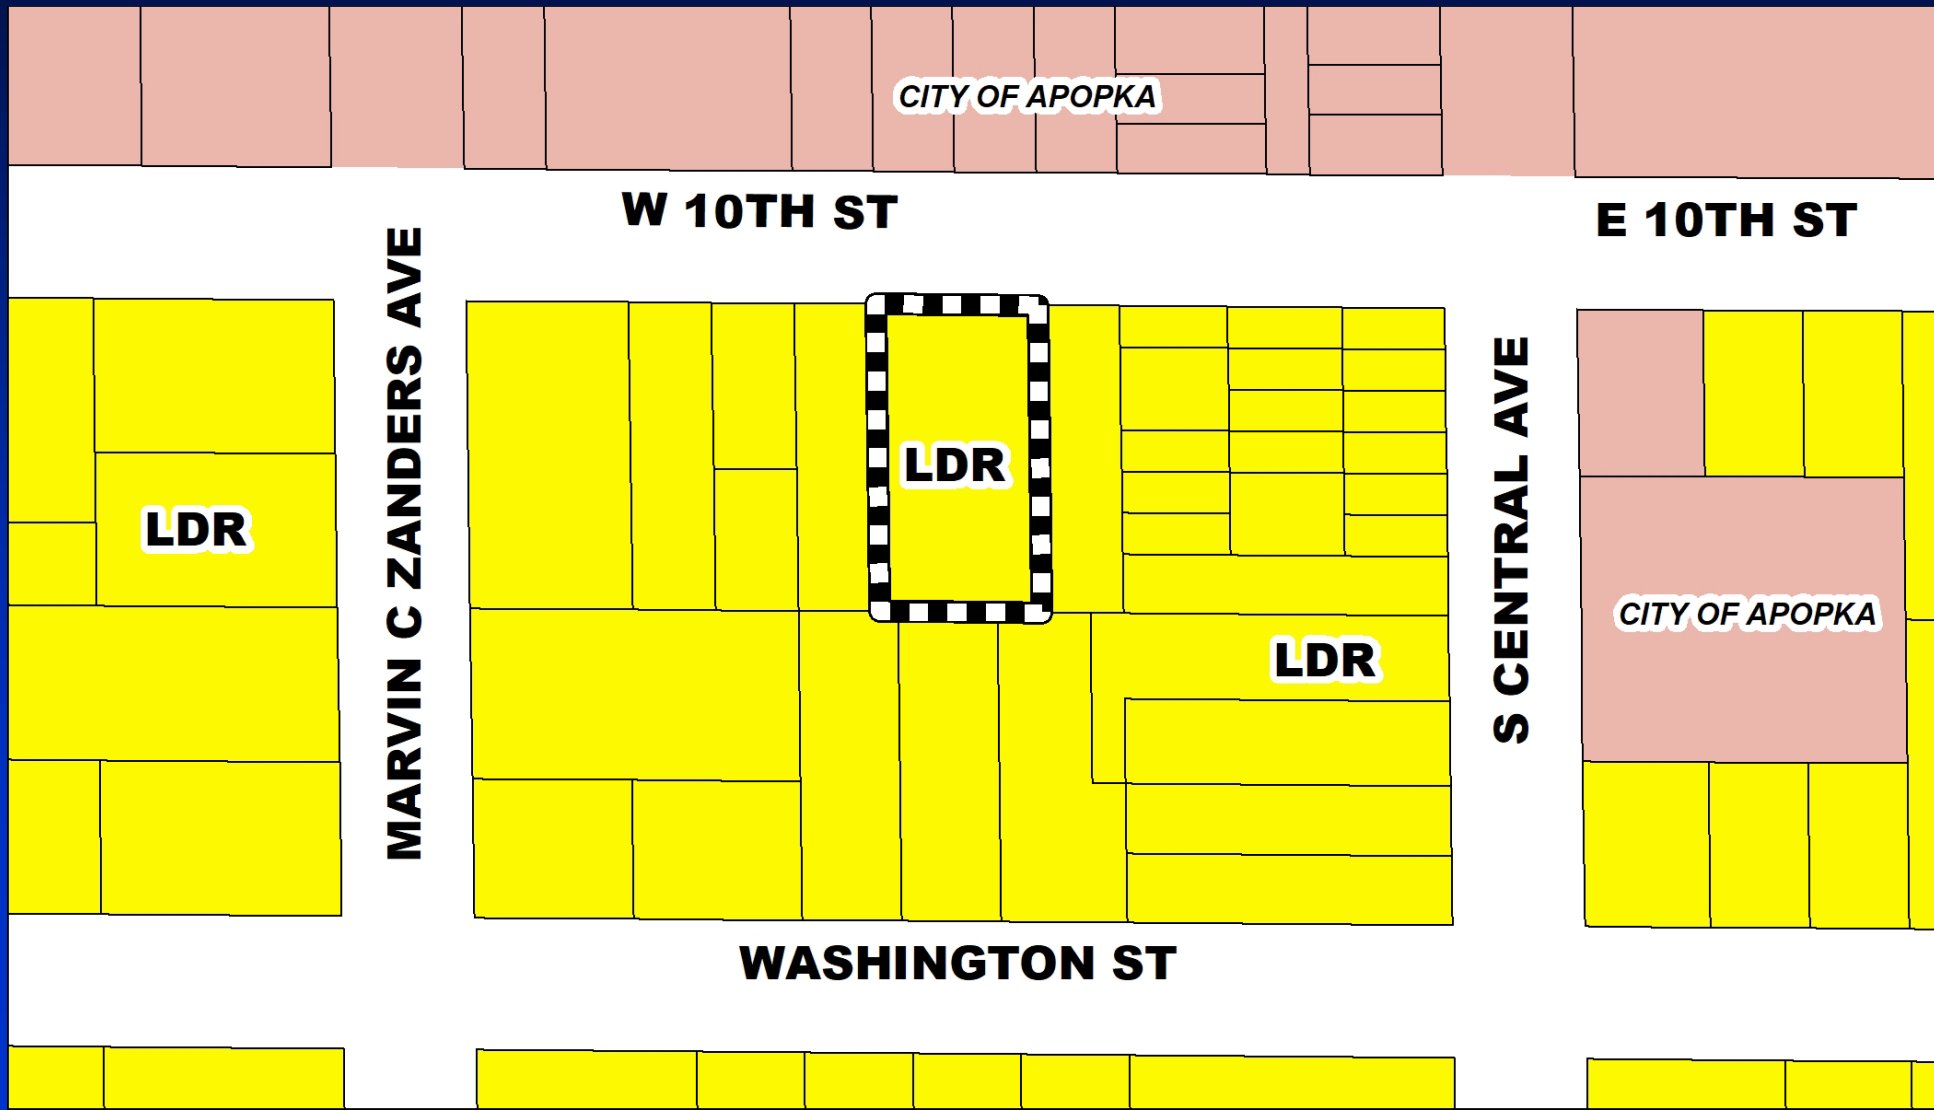 CITY OF APOPKA
W 10TH ST
E 10TH ST
MARVIN C ZANDERS AVE
S CENTRAL AVE
LDR
LDR
CITY OF APOPKA
LDR
WASHINGTON ST